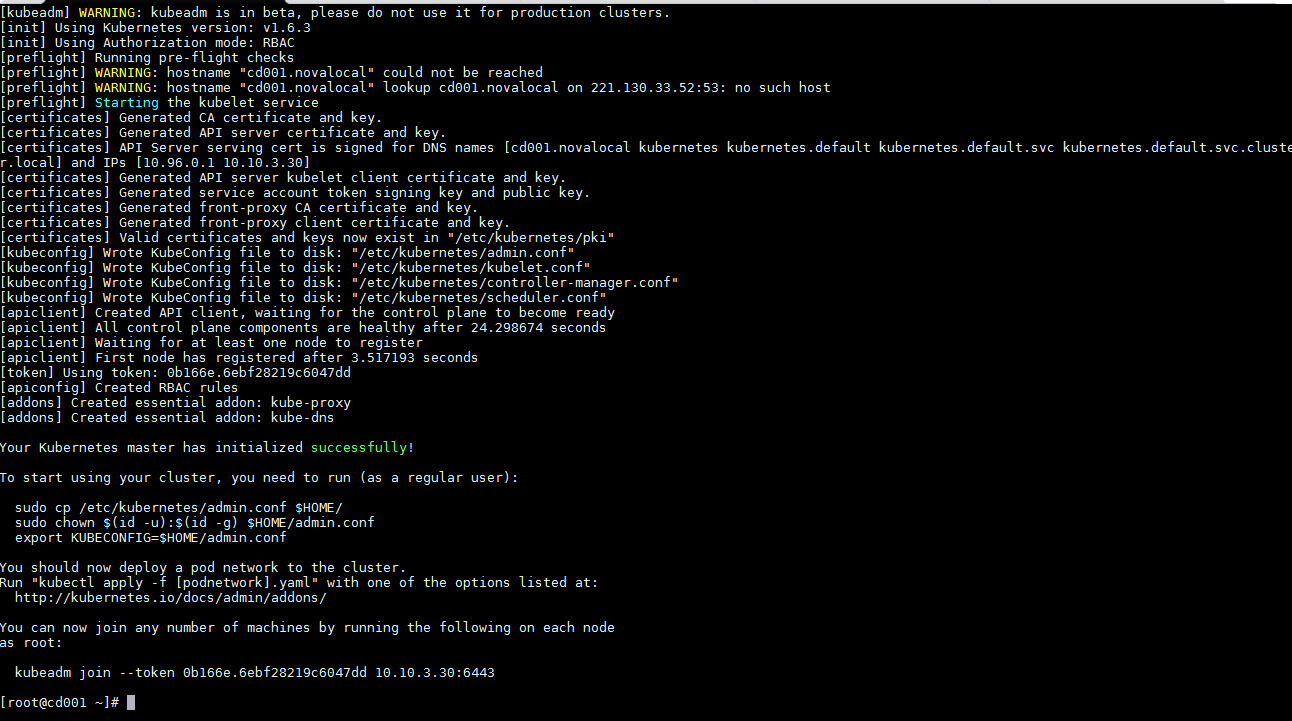 [kubeadm] WARNING: kubeadm is in beta, please do not use it for production clusters.
[init] Using Kubernetes version: v1.6.3
[init] Using Authorization mode: RBAC
[preflight] Running pre-flight checks
[preflight] WARNING: hostname "cd001.novalocal" could not be reached
[preflight] WARNING: hostname "cd001.novalocal" lookup cd001.novalocal on 221.130.33.52:53: no such host
[preflight] Starting the kubelet service
[certificates] Generated CA certificate and key.
[certificates] Generated API server certificate and key.
[certificates] API Server serving cert is signed for DNS names [cd001.novalocal kubernetes kubernetes.default kubernetes.default.svc kubernetes.default.svc.cluste
r.local] and IPs [10.96.0.1 10.10.3.30]
[certificates] Generated API server kubelet client certificate and key.
[certificates] Generated service account token signing key and public key.
[certificates] Generated front-proxy CA certificate and key.
[certificates] Generated front-proxy client certificate and key.
[certificates] Valid certificates and keys now exist in "/etc/kubernetes/pki"
[kubeconfig] Wrote KubeConfig file to disk: "/etc/kubernetes/admin.conf"
[kubeconfig] Wrote KubeConfig file to disk: "/etc/kubernetes/kubelet.conf"
[kubeconfig] Wrote KubeConfig file to disk: "/etc/kubernetes/controller-manager.conf"
[kubeconfig] Wrote KubeConfig file to disk: "/etc/kubernetes/scheduler.conf"
[apiclient] Created API client, waiting for the control plane to become ready
[apiclient] All control plane components are healthy after 24.298674 seconds
[apiclient] Waiting for at least one node to register
[apiclient] First node has registered after 3.517193 seconds
[token] Using token: 0b166e.6ebf28219c6047dd
[apiconfig] Created RBAC rules
[addons] Created essential addon: kube-proxy
[addons] Created essential addon: kube-dns
Your Kubernetes master has initialized successfully!
To start using your cluster, you need to run (as a regular user):
sudo cp /etc/kubernetes/admin.conf $HOME/
sudo chown $(id -u):$(id -g) $HOME/admin.conf
export KUBECONFIG=$HOME/admin.conf
You should now deploy a pod network to the cluster.
Run "kubectl apply -f [podnetwork].yaml" with one of the options listed at:
http://kubernetes.io/docs/admin/addons/
You can now join any number of machines by running the following on each node
as root:
kubeadm join --token 0b166e.6ebf28219c6047dd 10.10.3.30:6443
[root@cd001 ~]#